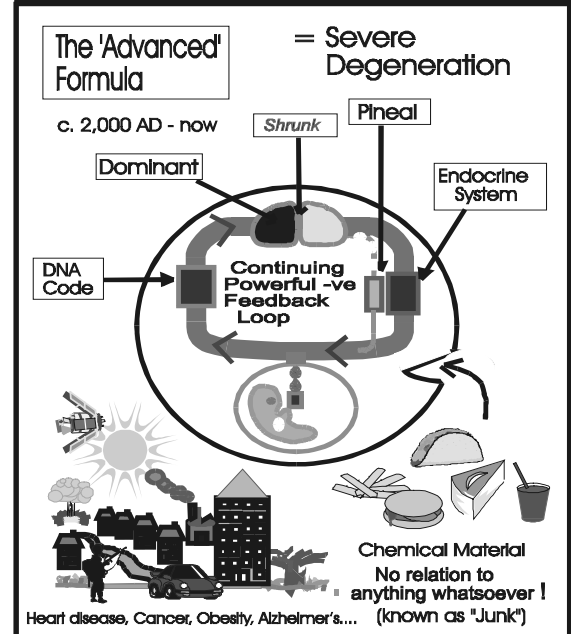 The 'Advanced'
Formula
= Severe
Degeneration
c. 2,000 AD - now
Shrunk
Pineal
Dominant
Endocrine
System
DNA
Code
Continuing
Powerful -ve
Feedback
Loop
Chemical Material
No relation to
anything whatsoever !
(known as "Junk")
Heart disease, Cancer, Obesity, Alzheimer's....